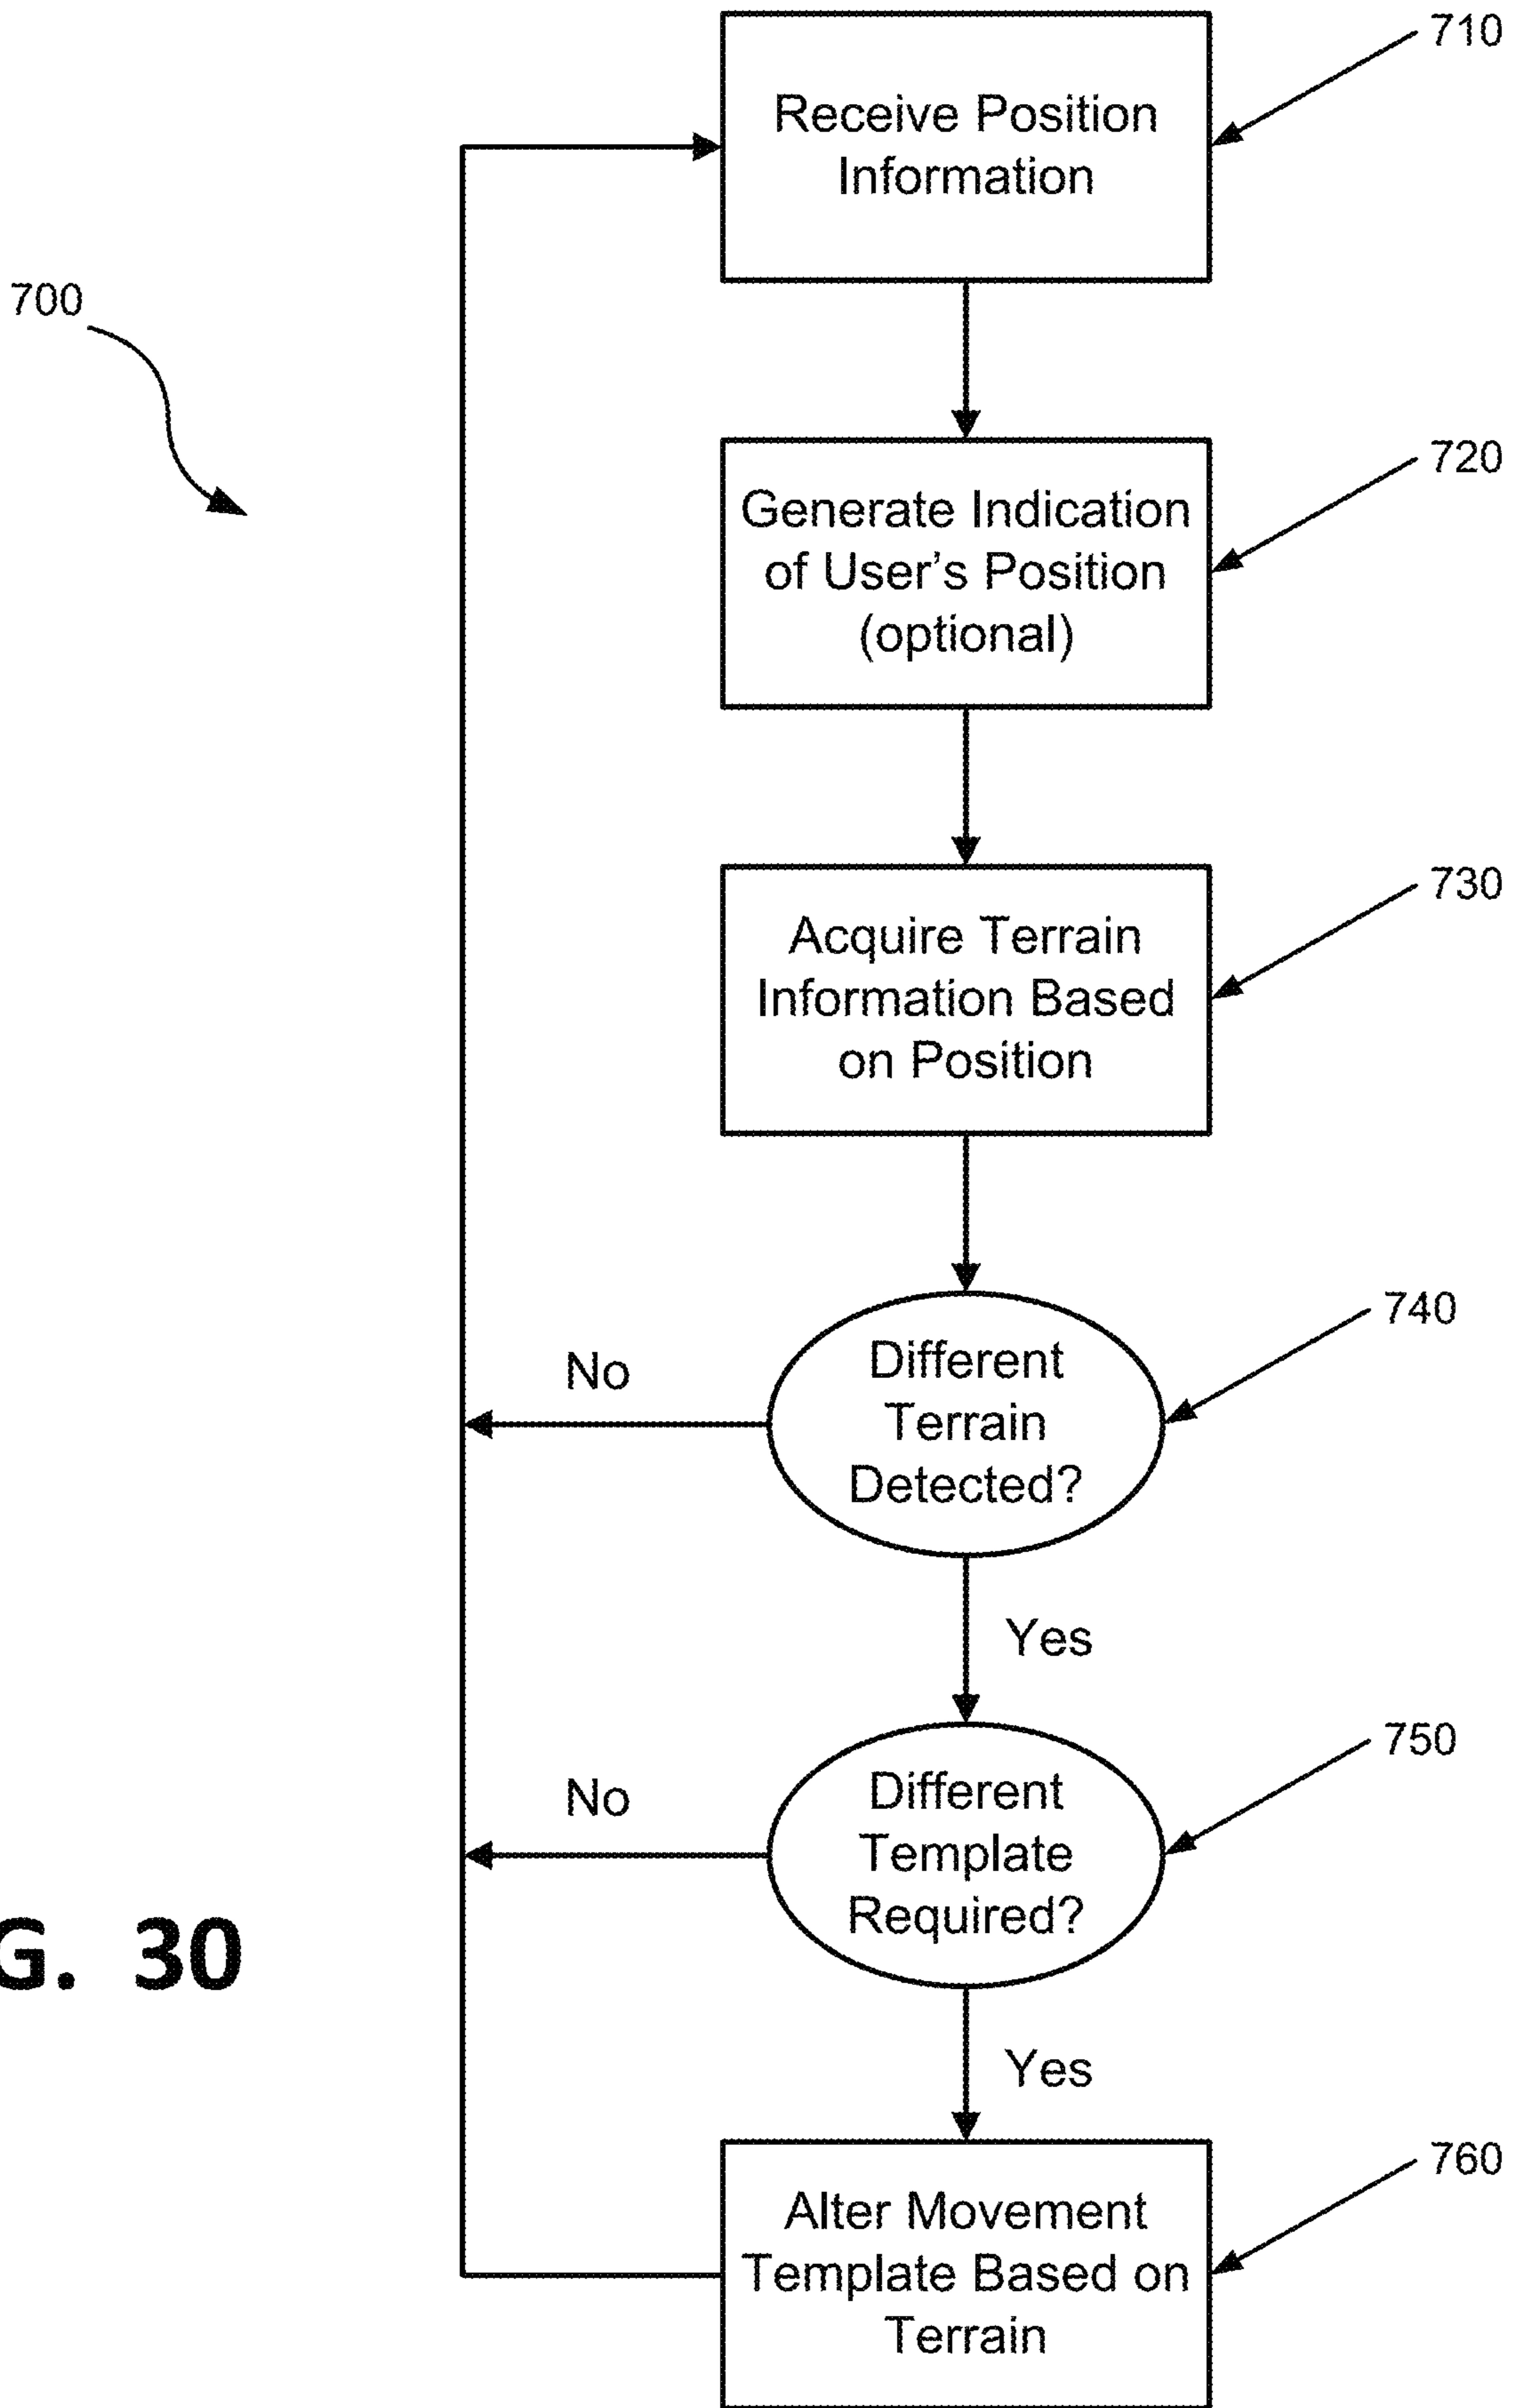 710
Receive Position
Information
700
720
Generate Indication
of User's Position
(optional)
730
Acquire Terrain
Information Based
on Position
740
Different
Terrain
Detected?
No
Yes
750
Different
Template
Required?
No
G. 30
Yes
760
Alter Movement
Template Based on
Terrain